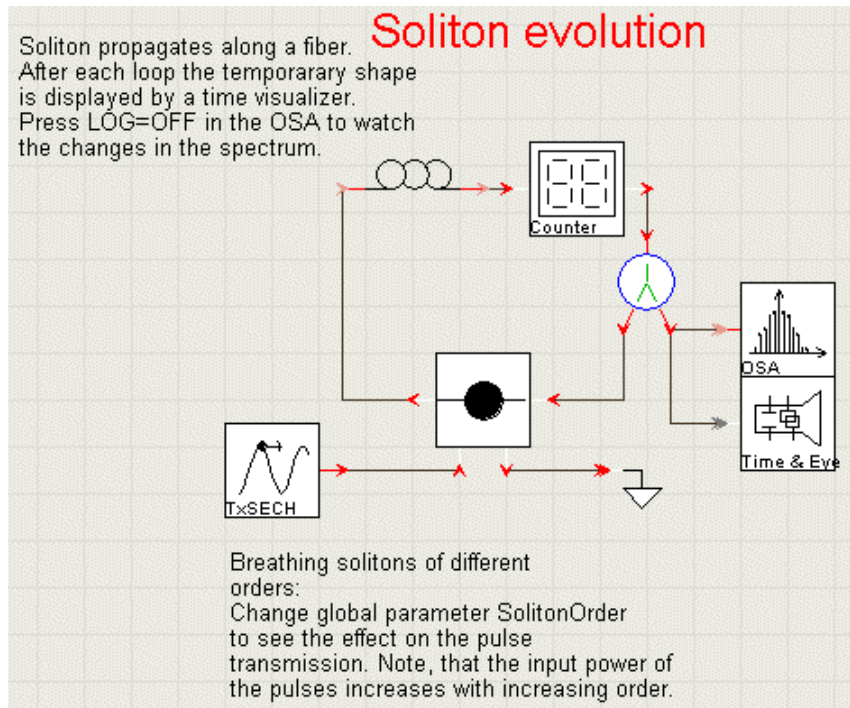 Soliton evolution
Soliton propagates along a fiber.
After each loop the temporarary shape
is displayed by a time visualizer.
Press LOG=OFF in the OSA to watch
the changes in the spectrum.
Counter
OSA
Time & Eye
TxSECH
Breathing solitons of different
orders:
Change global parameter SolitonOrder
to see the effect on the pulse
transmission. Note, that the input power of
the pulses increases with increasing order.